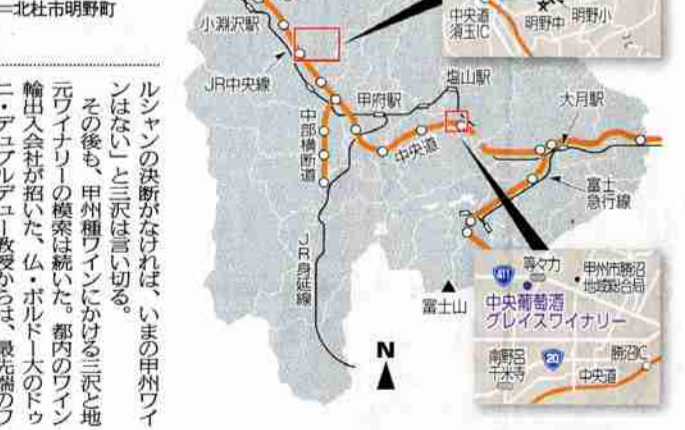 =北杜市明野町
ルシャンの決断がなければ、いまの甲州ワイ
ンはない」と三沢は言い切る。
その後も、甲州種ワインにかける三沢と地
元ワイナリーの模索は続いた。都内のワイン
輸出入会社が招いた、仏・ボルドー大のドゥ
ニ・デュブルデュー教授からは、最先端のブ
小淵沢駅
中央道
須玉IC
明野中
明野小
JR中央線
甲府駅
塩山駅
大月駅
中部横断道
中央道
富士
急行線
JR身延線
富士山
N
411
等々力
甲州市勝沼
地域総合局
中央葡萄酒
グレイスワイナリー
南野呂
千米寺
20
勝沼IC
中央道